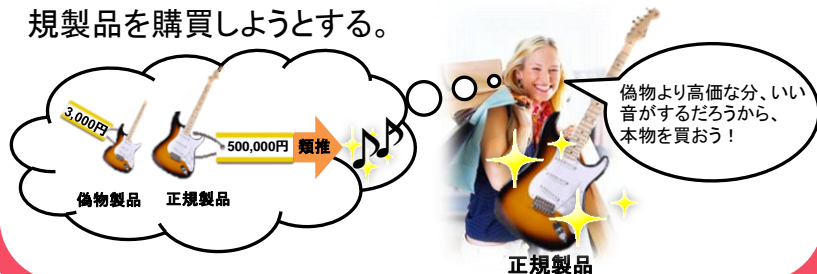 規製品を購買しようとする。
3,000円
500,000円
類推
偽物製品
正規製品
偽物より高価な分、いい
音がするだろうから、
本物を買おう！
正規製品